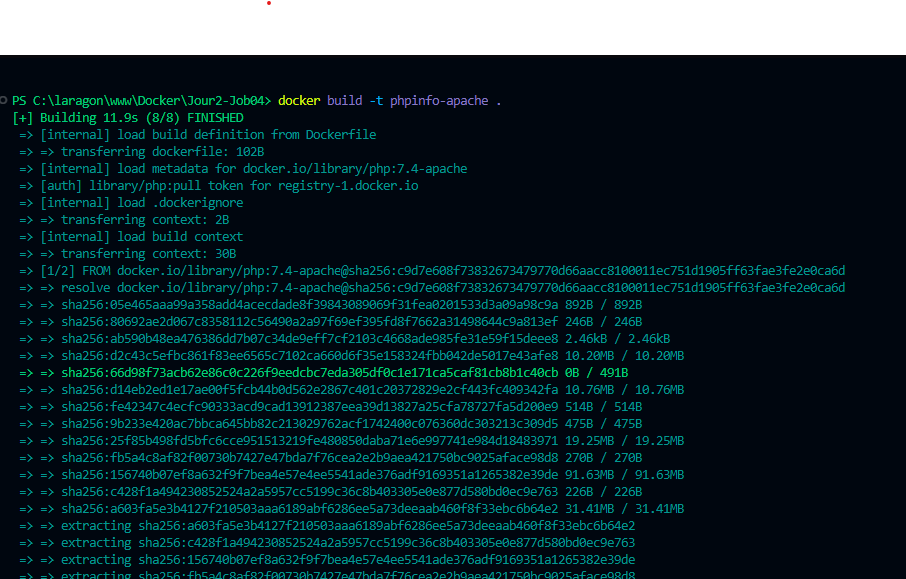 PS C:\laragon\www\Docker\Jour2-Job04> docker build -t phpinfo-apache .
[+] Building 11.9s (8/8) FINISHED
=> [internal] load build definition from Dockerfile
=> => transferring dockerfile: 102B
=> [internal] load metadata for docker.io/library/php:7.4-apache
=> [auth] library/php:pull token for registry-1.docker.io
=> [internal] load .dockerignore
=> => transferring context: 2B
=> [internal] load build context
=> => transferring context: 30B
=> [1/2] FROM docker.io/library/php:7.4-apache@sha256:c9d7e608f73832673479770d66aacc8100011ec751d1905ff63fae3fe2e0ca6d
=> => resolve docker.io/library/php:7.4-apache@sha256:c9d7e608f73832673479770d66aacc8100011ec751d1905ff63fae3fe2e0ca6d
=> => sha256:05e465aaa99a358add4acecdade8f39843089069f31fea0201533d3a09a98c9a 892B / 892B
=> => sha256:80692ae2d067c8358112c56490a2a97f69ef395fd8f7662a31498644c9a813ef 246B / 246B
=> => sha256:ab590b48ea476386dd7b07c34de9eff7cf2103c4668ade985fe31e59f15deee8 2.46kB / 2.46kB
=> => sha256:d2c43c5efbc861f83ee6565c7102ca660d6f35e158324fbb042de5017e43afe8 10.20MB / 10.20MB
=> => sha256:66d98f73acb62e86c0c226f9eedcbc7eda305df0c1e171ca5caf81cb8b1c40cb 0B / 491B
=> => sha256:d14eb2ed1e17ae00f5fcb44b0d562e2867c401c20372829e2cf443fc409342fa 10.76MB / 10.76MB
=> => sha256:fe42347c4ecfc90333acd9cad13912387eea39d13827a25cfa78727fa5d200e9 514B / 514B
=> => sha256:9b233e420ac7bbca645bb82c213029762acf1742400c076360dc303213c309d5 475B / 475B
=> => sha256:25f85b498fd5bfc6cce951513219fe480850daba71e6e997741e984d18483971 19.25MB / 19.25MB
=> => sha256:fb5a4c8af82f00730b7427e47bda7f76cea2e2b9aea421750bc9025aface98d8 270B / 270B
=> => sha256:156740b07ef8a632f9f7bea4e57e4ee5541ade376adf9169351a1265382e39de 91.63MB / 91.63MB
=> => sha256:c428f1a494230852524a2a5957cc5199c36c8b403305e0e877d580bd0ec9e763 226B / 226B
=> => sha256:a603fa5e3b4127f210503aaa6189abf6286ee5a73deeaab460f8f33ebc6b64e2 31.41MB / 31.41MB
=> => extracting sha256:a603fa5e3b4127f210503aaa6189abf6286ee5a73deeaab460f8f33ebc6b64e2
=> => extracting sha256:c428f1a494230852524a2a5957cc5199c36c8b403305e0e877d580bd0ec9e763
=> => extracting sha256:156740b07ef8a632f9f7bea4e57e4ee5541ade376adf9169351a1265382e39de
=> => extracting sha256:fb5a4c8af82f00730b7427e47bda7f76cea2e2b9aea421750bc9025aface98d8